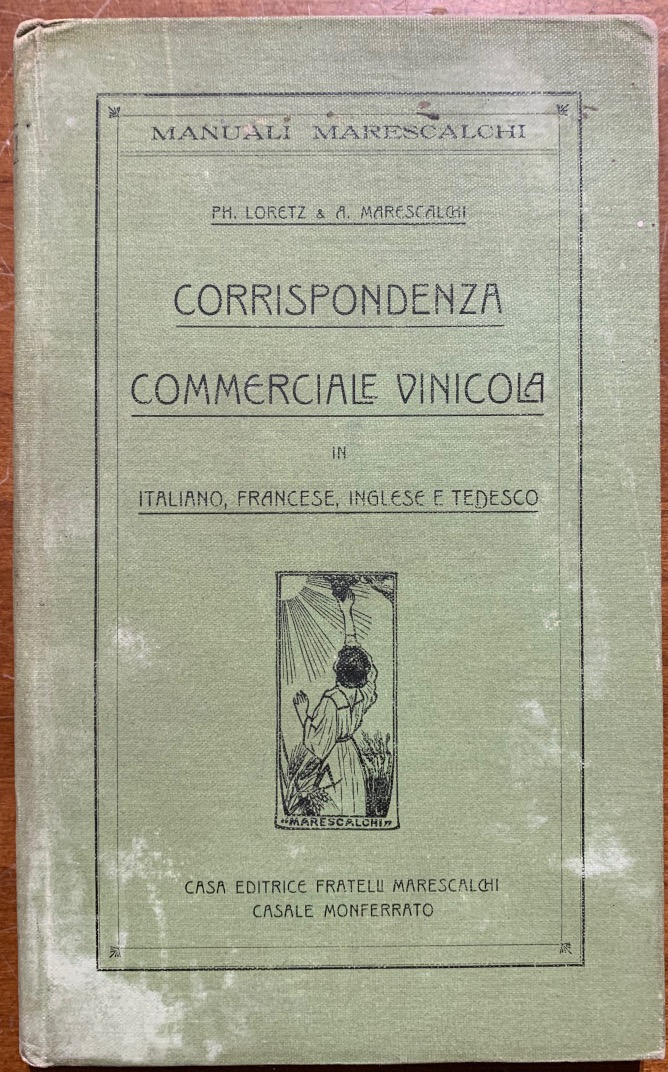 MANUALI MARESCALCHI
PH. LORETZ & A. MARESCALCHI
CORRISPONDENZA
COMMERCIALE VINICOLA
IN
ITALIANO, FRANCESE, INGLESE E TEDESCO
"MARESCALCHI"
CASA EDITRICE FRATELLI MARESCALCHI
CASALE MONFERRATO